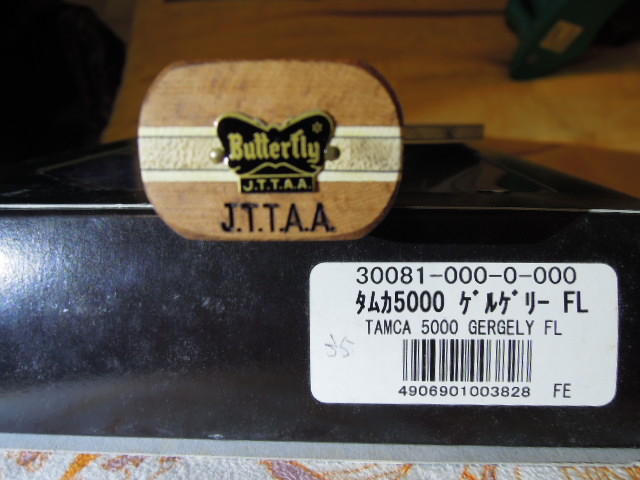 Butterfly
J.T.T.A.A.
J.T.T.A.A.
30081-000-0-000
ﾀﾑｶ5000 ｹﾞﾙｹﾞﾘｰ FL
TAMCA 5000 GERGELY FL
4906901003828 FE